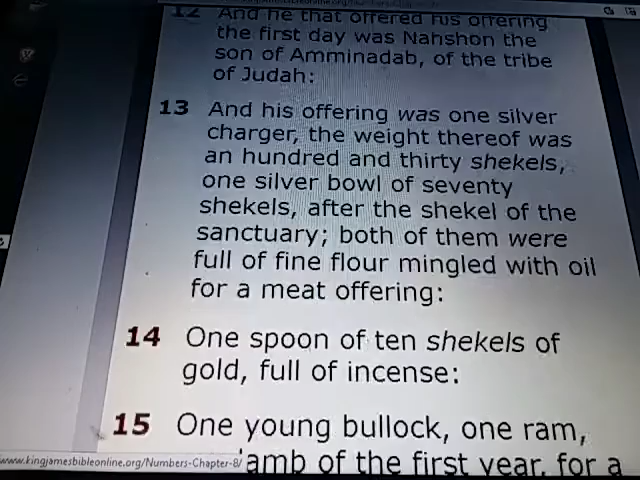 12 And he that offered his offering
the first day was Nahshon the
son of Amminadab, of the tribe
of Judah:
13 And his offering was one silver
charger, the weight thereof was
an hundred and thirty shekels,
one silver bowl of seventy
shekels, after the shekel of the
sanctuary; both of them were
full of fine flour mingled with oil
for a meat offering:
14 One spoon of ten shekels of
gold, full of incense:
15 One young bullock, one ram,
lamb of the first year, for a
www.kingjamesbibleonline.org/Numbers-Chapter-8/